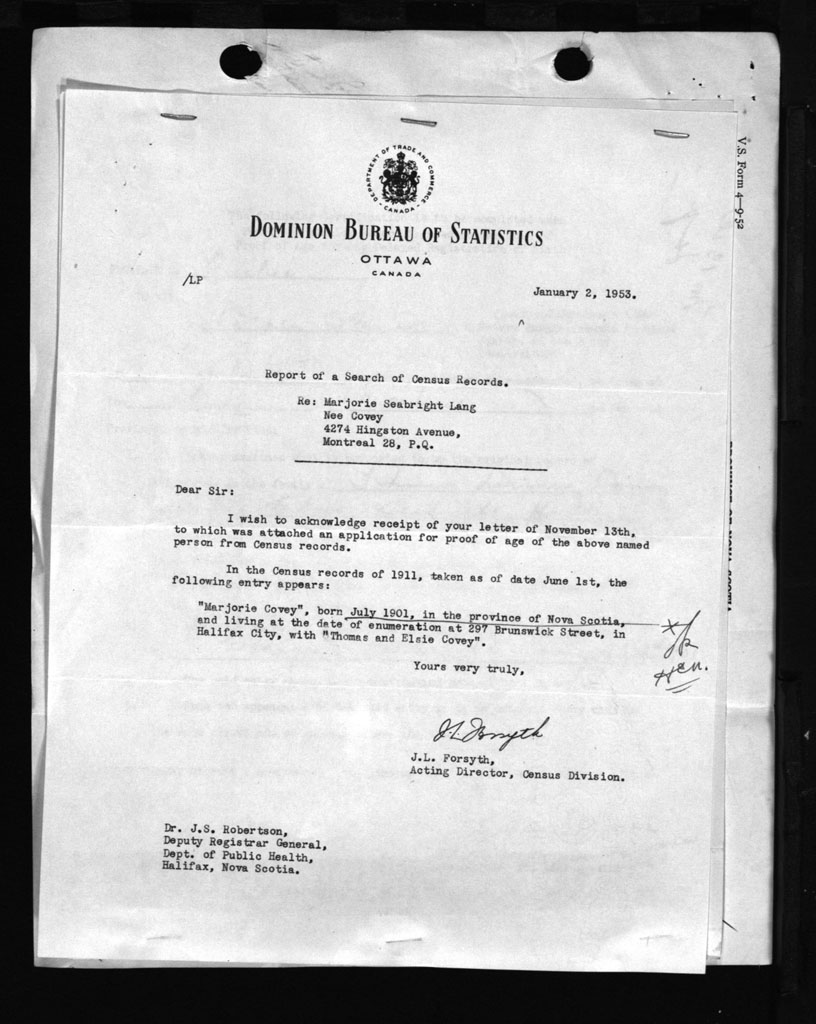 DEPARTMENT OF TRADE AND COMMERCE
CANADA
DOMINION BUREAU OF STATISTICS
OTTAWA
CANADA
/LP
January 2, 1953.
V.S. Form 4—9-52
Report of a Search of Census Records.
Re: Marjorie Seabright Lang
Nee Covey
4274 Hingston Avenue,
Montreal 28, P.Q.
Dear Sir:
I wish to acknowledge receipt of your letter of November 13th,
to which was attached an application for proof of age of the above named
person from Census records.
In the Census records of 1911, taken as of date June 1st, the
following entry appears:
"Marjorie Covey", born July 1901, in the province of Nova Scotia,
and living at the date of enumeration at 297 Brunswick Street, in
Halifax City, with "Thomas and Elsie Covey".
Yours very truly,
J.L. Forsyth
J.L. Forsyth,
Acting Director, Census Division.
Dr. J.S. Robertson,
Deputy Registrar General,
Dept. of Public Health,
Halifax, Nova Scotia.